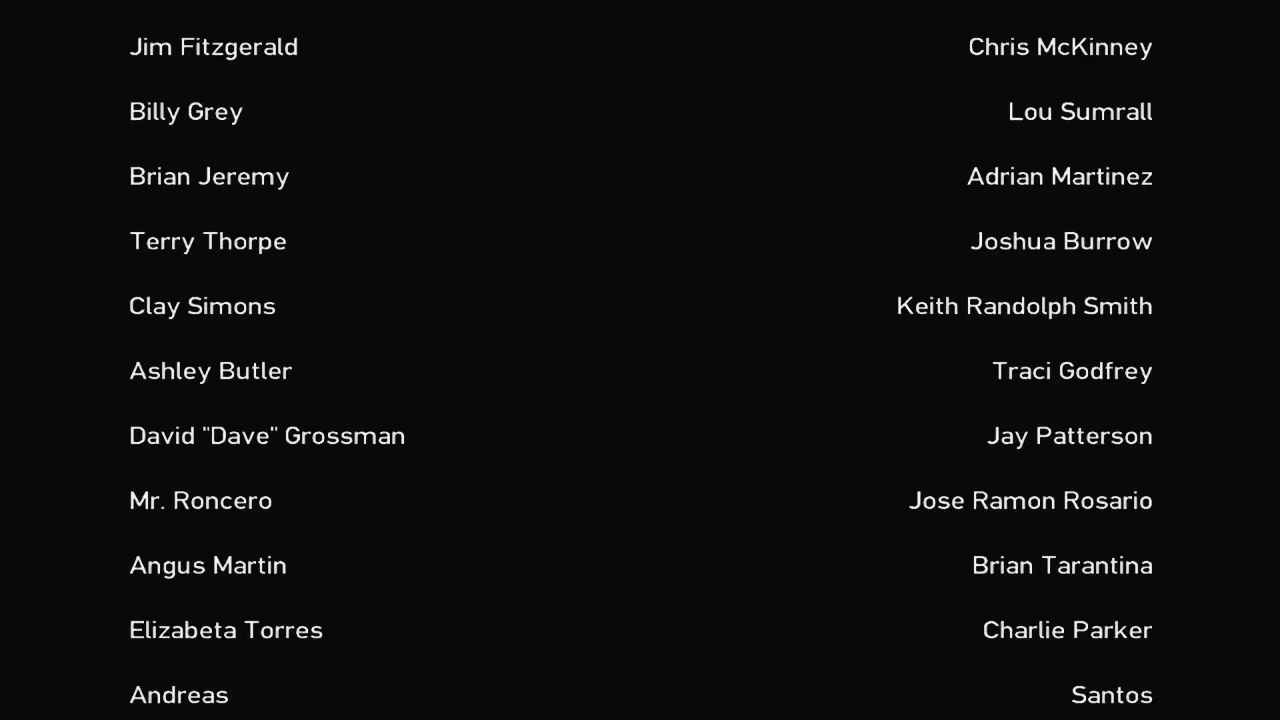 Jim Fitzgerald Chris McKinney
Billy Grey Lou Sumrall
Brian Jeremy Adrian Martinez
Terry Thorpe Joshua Burrow
Clay Simons Keith Randolph Smith
Ashley Butler Traci Godfrey
David "Dave" Grossman Jay Patterson
Mr. Roncero Jose Ramon Rosario
Angus Martin Brian Tarantina
Elizabeta Torres Charlie Parker
Andreas Santos